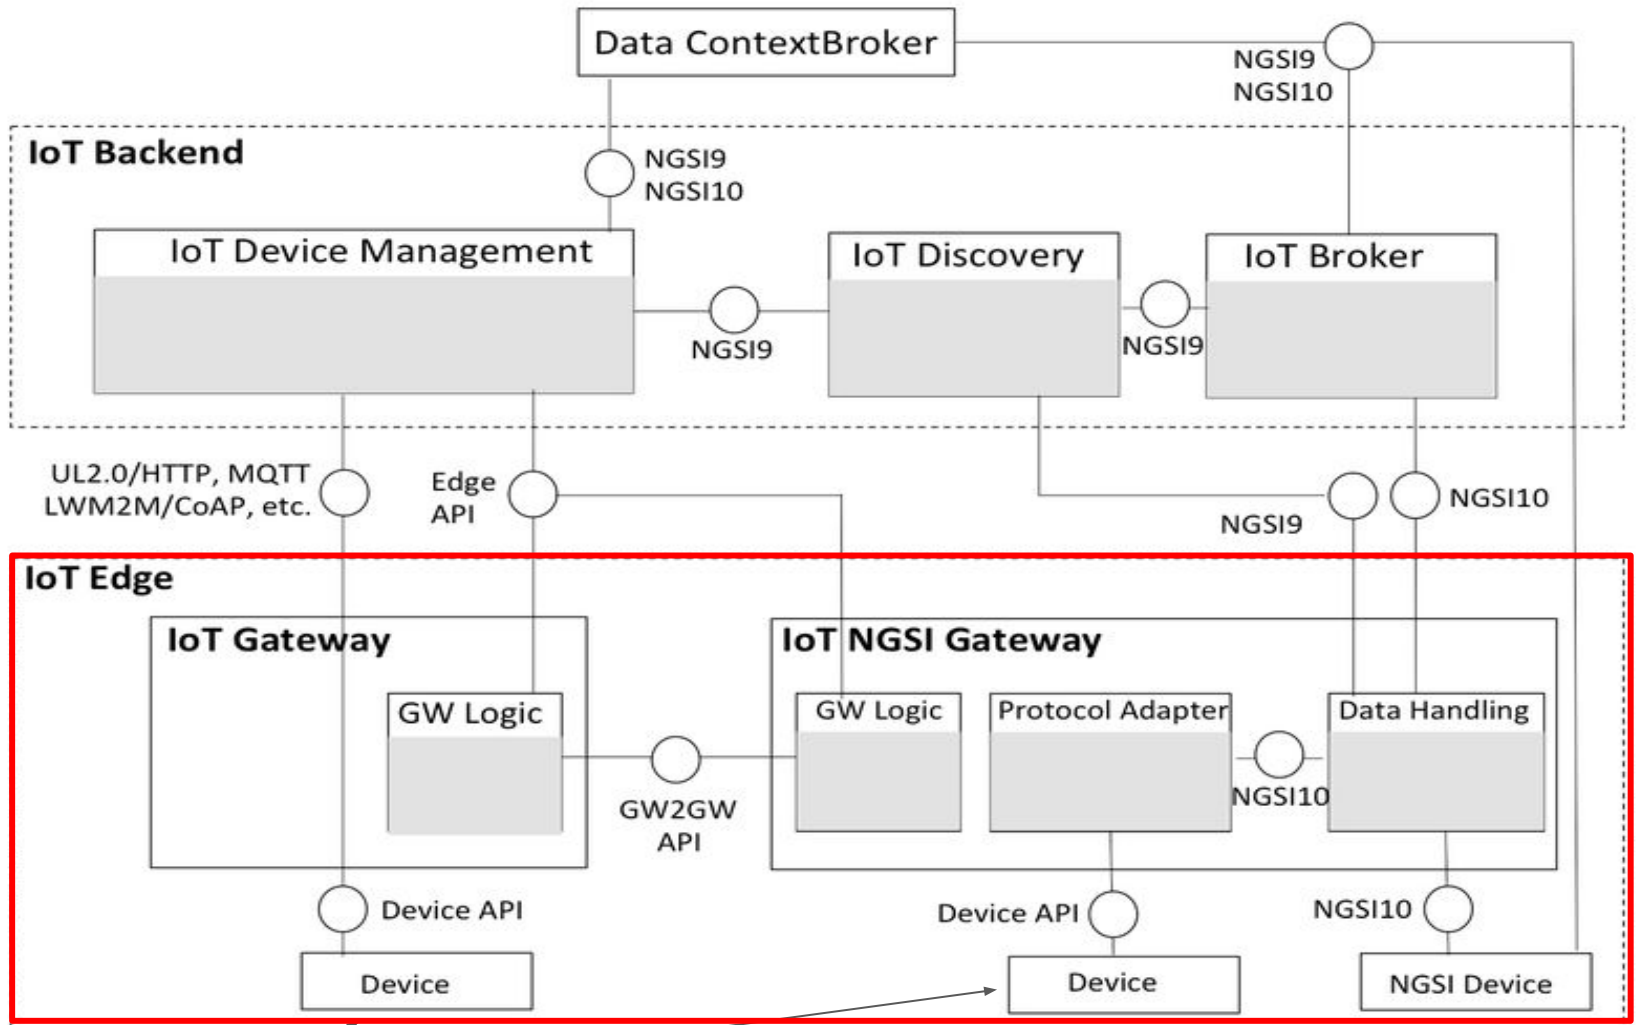 Data ContextBroker
NGSI9
NGSI10
IoT Backend
NGSI9
NGSI10
IoT Device Management
IoT Discovery
IoT Broker
NGSI9
NGSI9
UL2.0/HTTP, MQTT
LWM2M/CoAP, etc.
Edge
API
NGSI9
NGSI10
IoT Edge
IoT Gateway
IoT NGSI Gateway
GW Logic
GW Logic
Protocol Adapter
Data Handling
GW2GW
API
NGSI10
Device API
Device API
NGSI10
Device
Device
NGSI Device